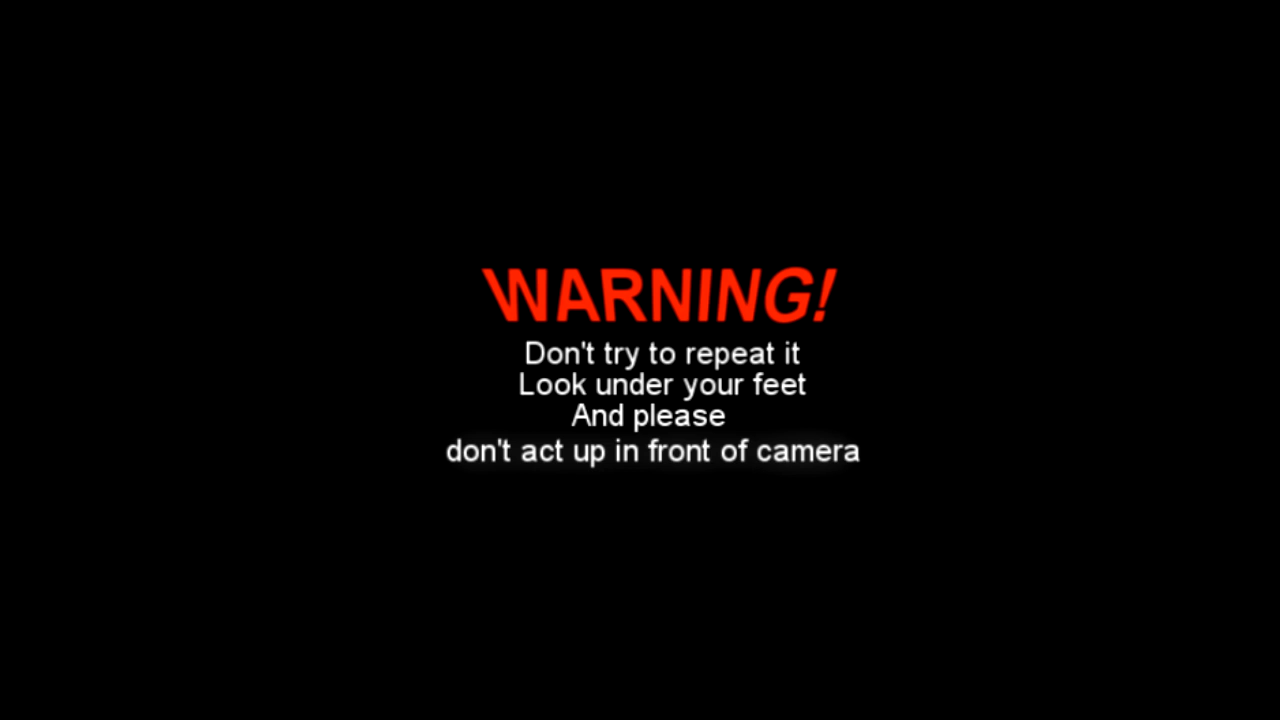 WARNING!
Don't try to repeat it
Look under your feet
And please
don't act up in front of camera